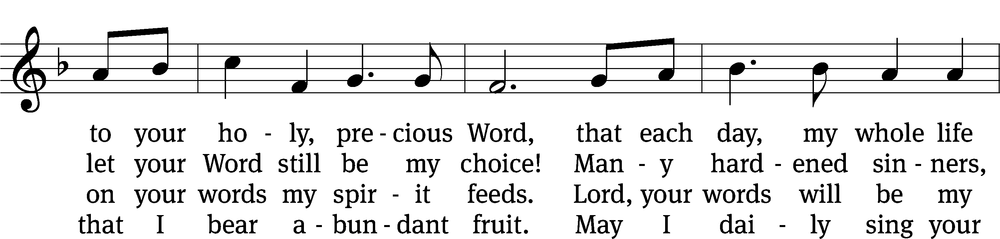 to your ho - ly, pre - cious Word, that each day, my whole life
let your Word still be my choice! Man - y hard - ened sin - ners,
on your words my spir - it feeds. Lord, your words will be my
that I bear a - bun - dant fruit. May I dai - ly sing your